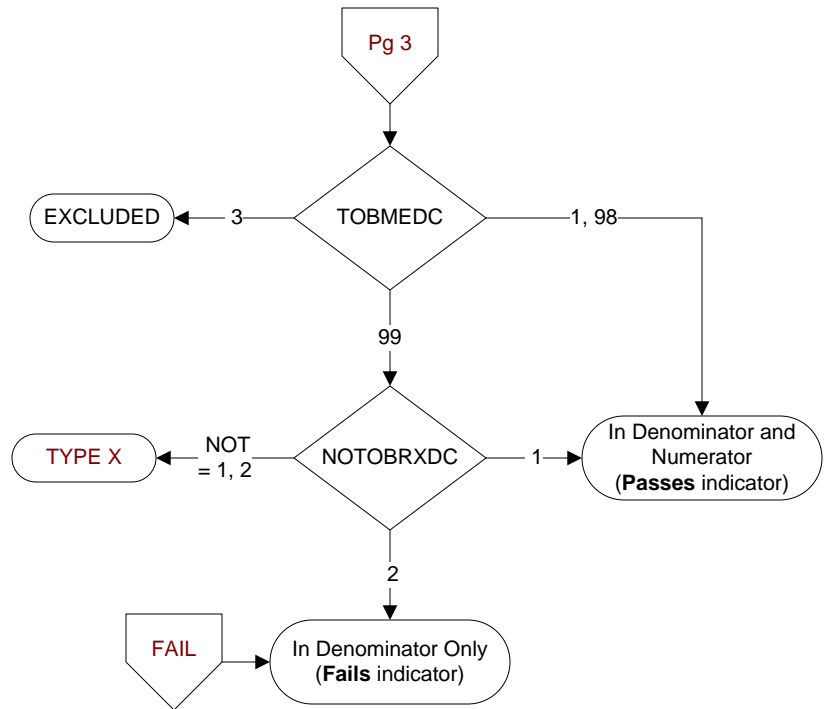 Pg 3
TOBMEDC
EXCLUDED
3
1, 98
99
NOTOBRXDC
TYPE X
NOT
= 1, 2
1
In Denominator and
Numerator
(Passes indicator)
2
FAIL
In Denominator Only
(Fails indicator)